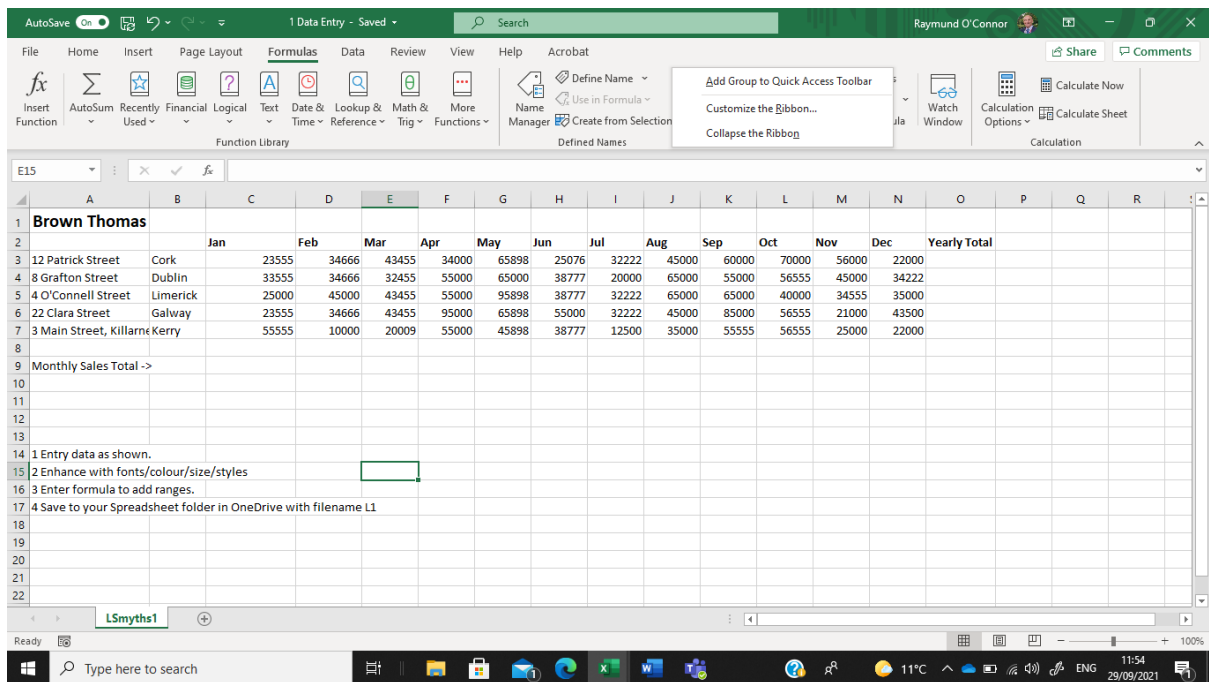 AutoSave On 1 Data Entry - Saved Search Raymund O'Connor
File Home Insert Page Layout Formulas Data Review View Help Acrobat Share Comments
fx Insert Function
AutoSum
Recently Used
Financial
Logical
Text
Date & Time
Lookup & Reference
Math & Trig
More Functions
Function Library
Name Manager
Define Name
Use in Formula
Create from Selection
Defined Names
Add Group to Quick Access Toolbar
Customize the Ribbon...
Collapse the Ribbon
Watch Window
Calculation Options
Calculate Now
Calculate Sheet
Calculation
E15 fx
A B C D E F G H I J K L M N O P Q R
1 Brown Thomas
2 Jan Feb Mar Apr May Jun Jul Aug Sep Oct Nov Dec Yearly Total
3 12 Patrick Street Cork 23555 34666 43455 34000 65898 25076 32222 45000 60000 70000 56000 22000
4 8 Grafton Street Dublin 33555 34666 32455 55000 65000 38777 20000 65000 55000 56555 45000 34222
5 4 O'Connell Street Limerick 25000 45000 43455 55000 95898 38777 32222 65000 65000 40000 34555 35000
6 22 Clara Street Galway 23555 34666 43455 95000 65898 55000 32222 45000 85000 56555 21000 43500
7 3 Main Street, Killarne Kerry 55555 10000 20009 55000 45898 38777 12500 35000 55555 56555 25000 22000
8
9 Monthly Sales Total ->
10
11
12
13
14 1 Entry data as shown.
15 2 Enhance with fonts/colour/size/styles
16 3 Enter formula to add ranges.
17 4 Save to your Spreadsheet folder in OneDrive with filename L1
18
19
20
21
22
LSmyths1
Ready 100%
Type here to search 11°C ENG 11:54
29/09/2021